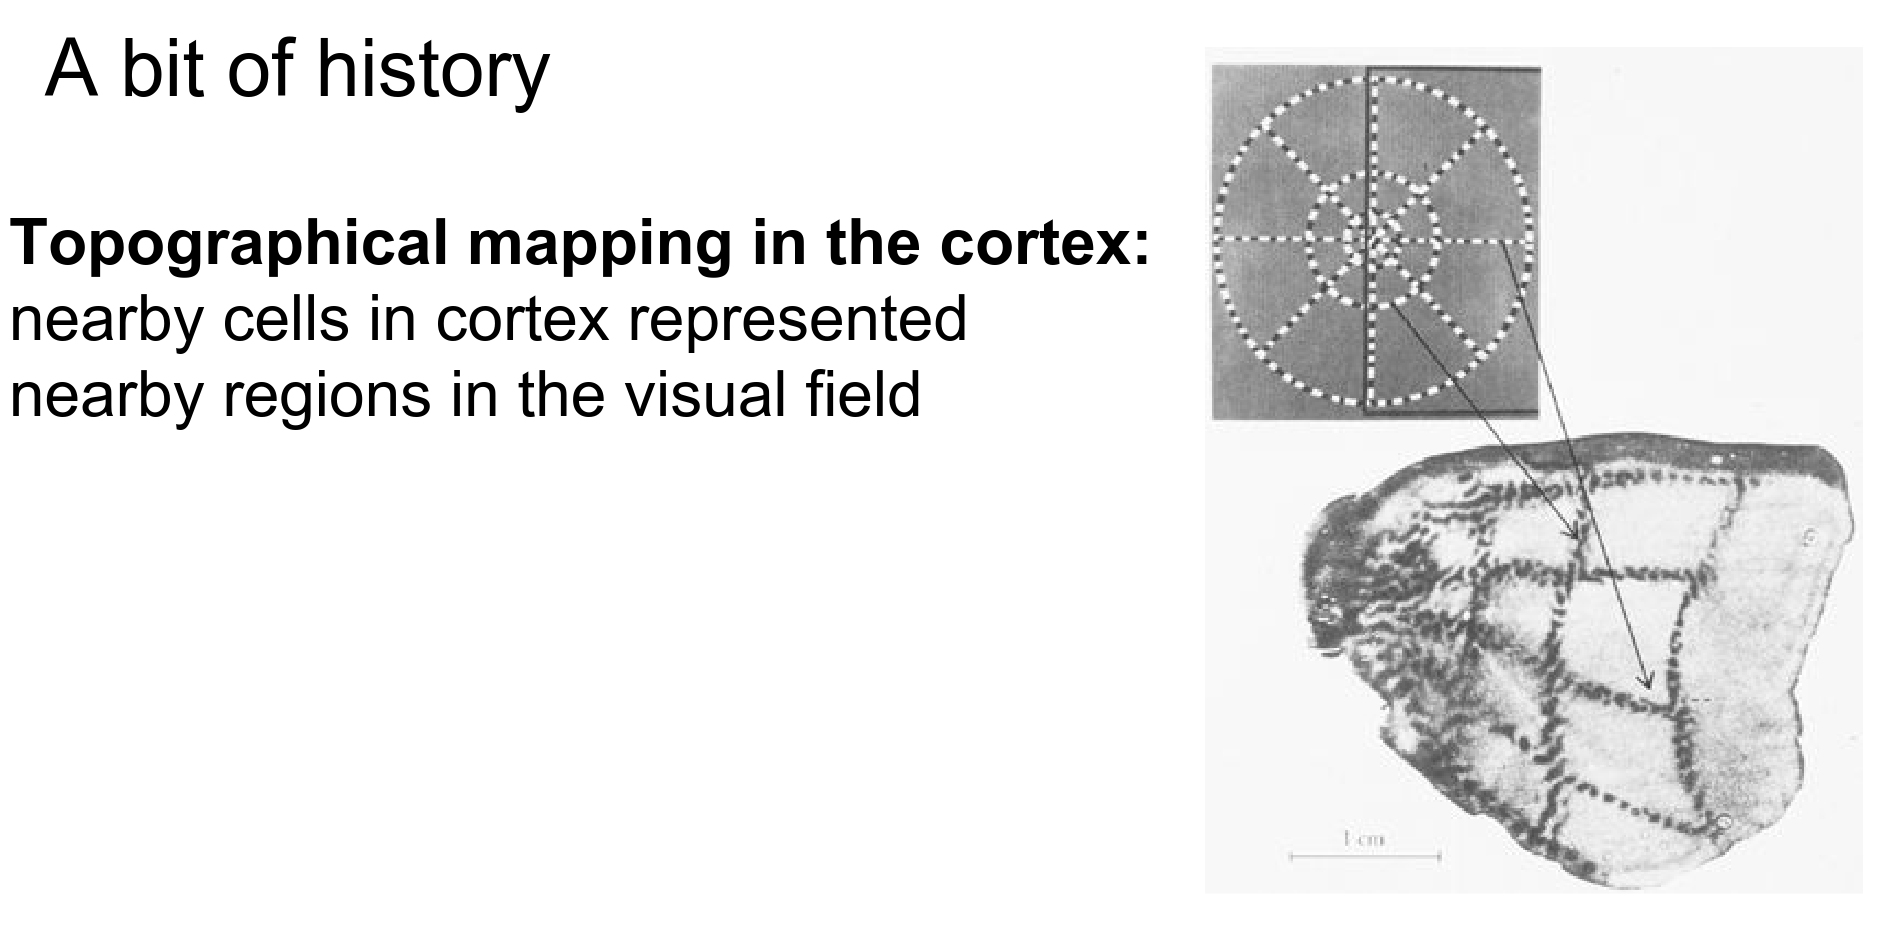 A bit of history
Topographical mapping in the cortex:
nearby cells in cortex represented
nearby regions in the visual field
1 cm